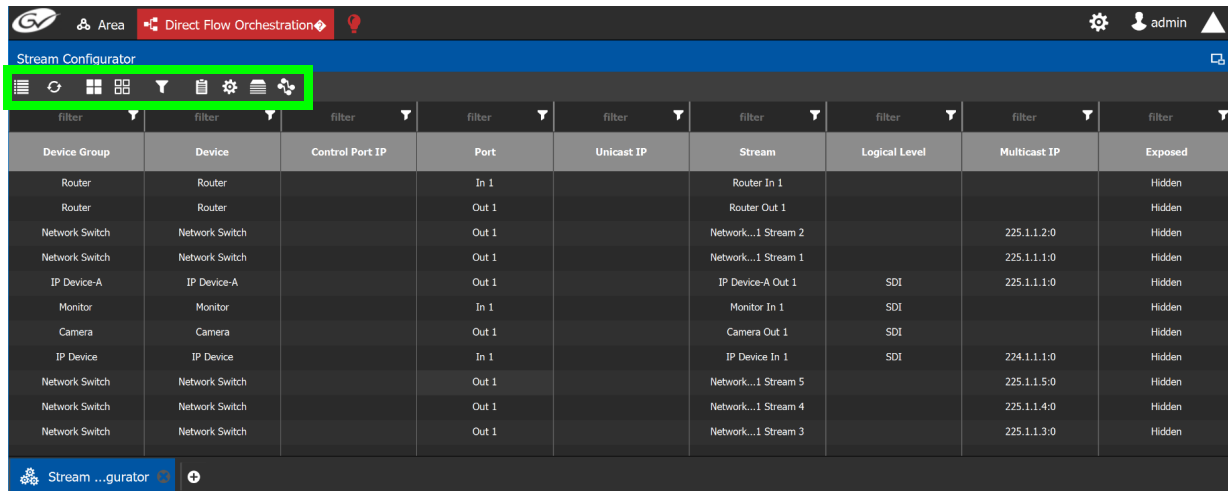 GV Area Direct Flow Orchestration� admin
Stream Configurator
filter filter filter filter filter filter filter filter filter
Device Group Device Control Port IP Port Unicast IP Stream Logical Level Multicast IP Exposed
Router Router In 1 Router In 1 Hidden
Router Router Out 1 Router Out 1 Hidden
Network Switch Network Switch Out 1 Network...1 Stream 2 225.1.1.2:0 Hidden
Network Switch Network Switch Out 1 Network...1 Stream 1 225.1.1.1:0 Hidden
IP Device-A IP Device-A Out 1 IP Device-A Out 1 SDI 225.1.1.1:0 Hidden
Monitor Monitor In 1 Monitor In 1 SDI Hidden
Camera Camera Out 1 Camera Out 1 SDI Hidden
IP Device IP Device In 1 IP Device In 1 SDI 224.1.1.1:0 Hidden
Network Switch Network Switch Out 1 Network...1 Stream 5 225.1.1.5:0 Hidden
Network Switch Network Switch Out 1 Network...1 Stream 4 225.1.1.4:0 Hidden
Network Switch Network Switch Out 1 Network...1 Stream 3 225.1.1.3:0 Hidden
Stream ...gurator